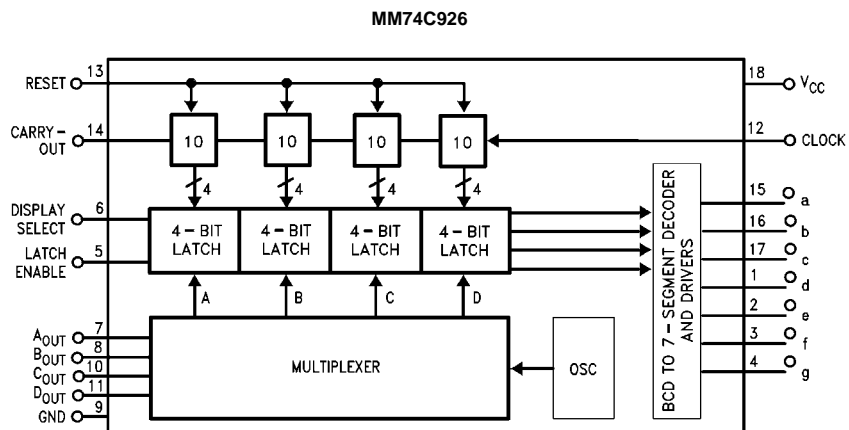 MM74C926
RESET
13
CARRY-
OUT
14
10
10
10
10
4
4
4
4
18
VCC
12
CLOCK
DISPLAY
SELECT
6
LATCH
ENABLE
5
4-BIT
LATCH
4-BIT
LATCH
4-BIT
LATCH
4-BIT
LATCH
A
B
C
D
AOUT
7
BOUT
8
COUT
10
DOUT
11
GND
9
MULTIPLEXER
OSC
BCD TO 7-SEGMENT DECODER
AND DRIVERS
15
a
16
b
17
c
1
d
2
e
3
f
4
g